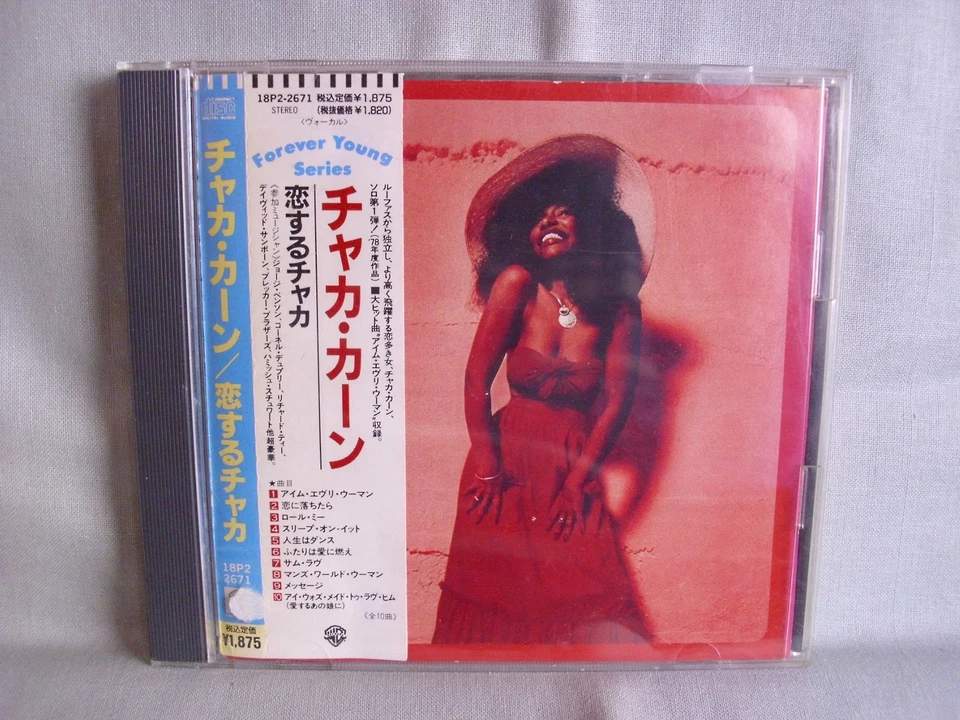 COMPACT
DISC
DIGITAL AUDIO
チャカ・カーン/恋するチャカ
18P2
2671
税込定価
¥1,875
18P2-2671 税込定価¥1,875
STEREO (税抜価格¥1,820)
〈ヴォーカル〉
Forever Young
Series
ルーファスから独立し、より高く飛躍する恋多き女、チャカ・カーン、
ソロ第1弾!('78年度作品)■大ヒット曲“アイム・エヴリ・ウーマン”収録。
チャカ・カーン
恋するチャカ
〈参加ミュージシャン〉ジョージ・ベンソン、コーネル・デュプリー、リチャード・ティー、
デイヴィッド・サンボーン、ブレッカー・ブラザーズ、ハミッシュ・スチュワート他超豪華。
★曲目
1 アイム・エヴリ・ウーマン
2 恋に落ちたら
3 ロール・ミー
4 スリープ・オン・イット
5 人生はダンス
6 ふたりは愛に燃え
7 サム・ラヴ
8 マンズ・ワールド・ウーマン
9 メッセージ
10 アイ・ウォズ・メイド・トゥ・ラヴ・ヒム
(愛するあの娘に)
《全10曲》